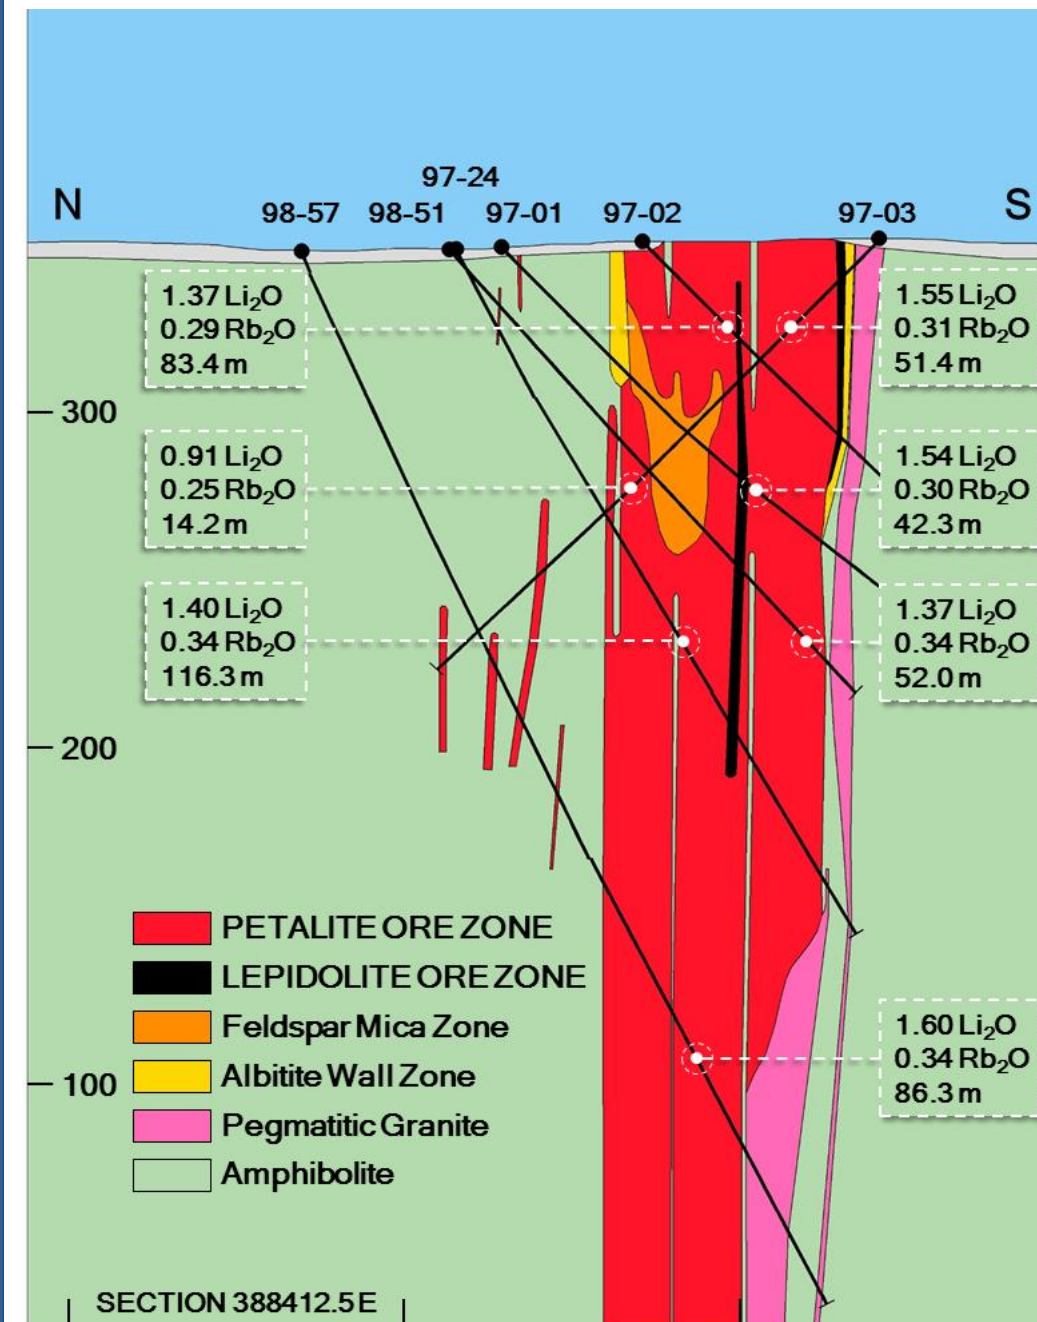 97-24
N
98-57
98-51
97-01
97-02
97-03
S
1.37 Li₂O
0.29 Rb₂O
83.4 m
1.55 Li₂O
0.31 Rb₂O
51.4 m
300
0.91 Li₂O
0.25 Rb₂O
14.2 m
1.54 Li₂O
0.30 Rb₂O
42.3 m
1.40 Li₂O
0.34 Rb₂O
116.3 m
1.37 Li₂O
0.34 Rb₂O
52.0 m
200
PETALITE ORE ZONE
LEPIDOLITE ORE ZONE
Feldspar Mica Zone
Albitite Wall Zone
Pegmatitic Granite
Amphibolite
1.60 Li₂O
0.34 Rb₂O
86.3 m
100
SECTION 388412.5 E